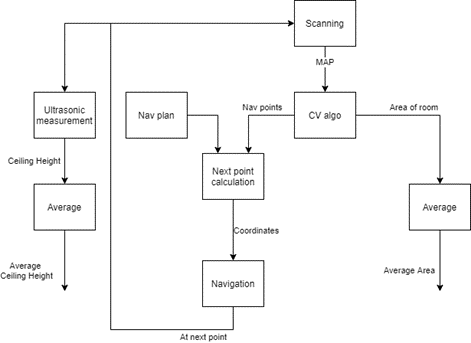 Scanning
MAP
Ultrasonic
measurement
Nav plan
Nav points
CV algo
Area of room
Ceiling Height
Next point
calculation
Average
Average
Coordinates
Average
Ceiling Height
Navigation
Average Area
At next point